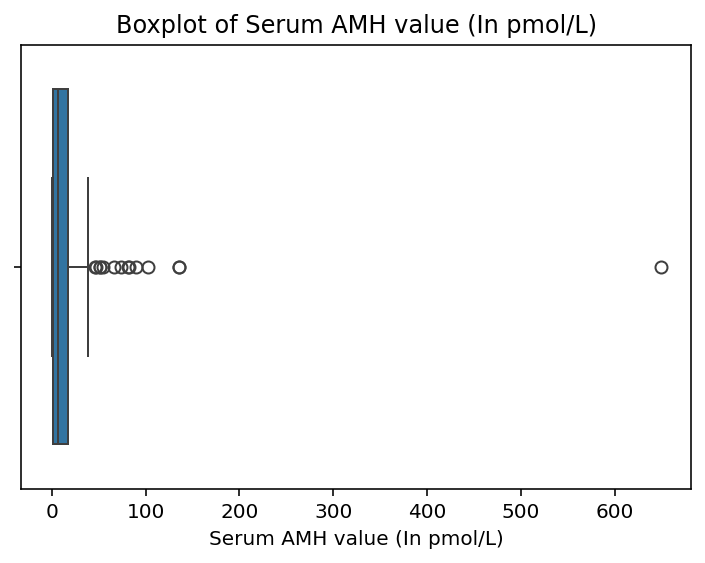 Boxplot of Serum AMH value (In pmol/L)
0 100 200 300 400 500 600
Serum AMH value (In pmol/L)